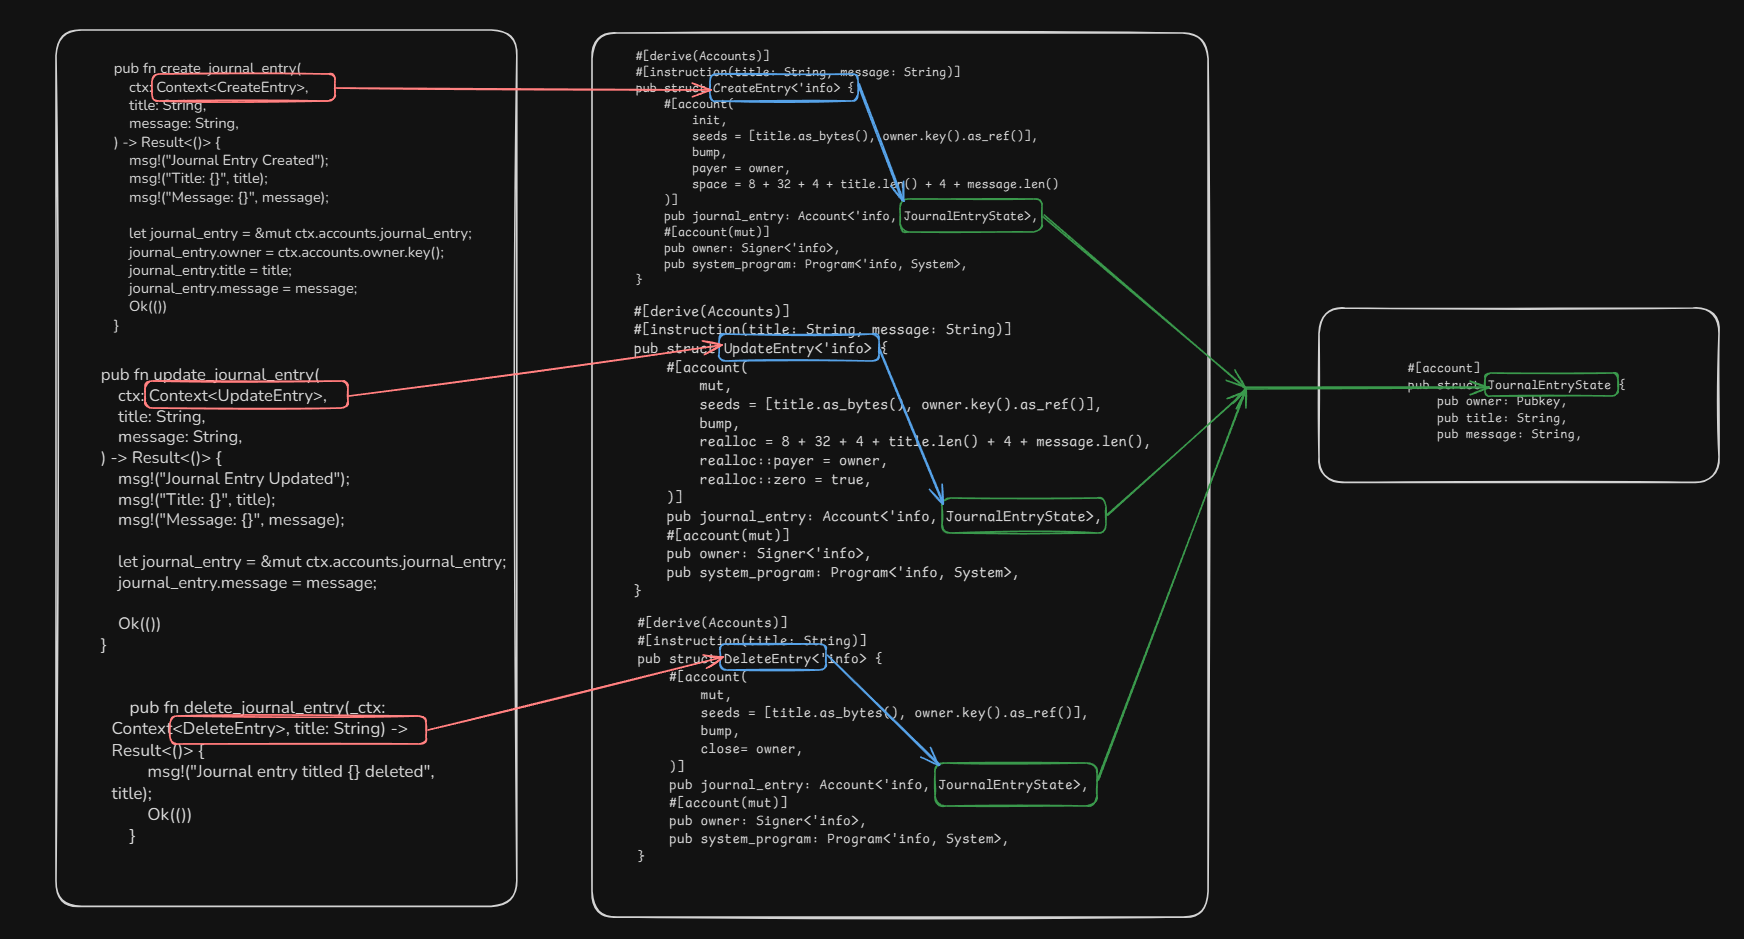 pub fn create_journal_entry(
ctx: Context<CreateEntry>,
title: String,
message: String,
) -> Result<()> {
msg!("Journal Entry Created");
msg!("Title: {}", title);
msg!("Message: {}", message);
let journal_entry = &mut ctx.accounts.journal_entry;
journal_entry.owner = ctx.accounts.owner.key();
journal_entry.title = title;
journal_entry.message = message;
Ok(())
}
pub fn update_journal_entry(
ctx: Context<UpdateEntry>,
title: String,
message: String,
) -> Result<()> {
msg!("Journal Entry Updated");
msg!("Title: {}", title);
msg!("Message: {}", message);
let journal_entry = &mut ctx.accounts.journal_entry;
journal_entry.message = message;
Ok(())
}
pub fn delete_journal_entry(_ctx:
Context<DeleteEntry>, title: String) ->
Result<()> {
msg!("Journal entry titled {} deleted",
title);
Ok(())
}
#[derive(Accounts)]
#[instruction(title: String, message: String)]
pub struct CreateEntry<'info> {
#[account(
init,
seeds = [title.as_bytes(), owner.key().as_ref()],
bump,
payer = owner,
space = 8 + 32 + 4 + title.len() + 4 + message.len()
)]
pub journal_entry: Account<'info, JournalEntryState>,
#[account(mut)]
pub owner: Signer<'info>,
pub system_program: Program<'info, System>,
}
#[derive(Accounts)]
#[instruction(title: String, message: String)]
pub struct UpdateEntry<'info> {
#[account(
mut,
seeds = [title.as_bytes(), owner.key().as_ref()],
bump,
realloc = 8 + 32 + 4 + title.len() + 4 + message.len(),
realloc::payer = owner,
realloc::zero = true,
)]
pub journal_entry: Account<'info, JournalEntryState>,
#[account(mut)]
pub owner: Signer<'info>,
pub system_program: Program<'info, System>,
}
#[derive(Accounts)]
#[instruction(title: String)]
pub struct DeleteEntry<'info> {
#[account(
mut,
seeds = [title.as_bytes(), owner.key().as_ref()],
bump,
close= owner,
)]
pub journal_entry: Account<'info, JournalEntryState>,
#[account(mut)]
pub owner: Signer<'info>,
pub system_program: Program<'info, System>,
}
#[account]
pub struct JournalEntryState {
pub owner: Pubkey,
pub title: String,
pub message: String,